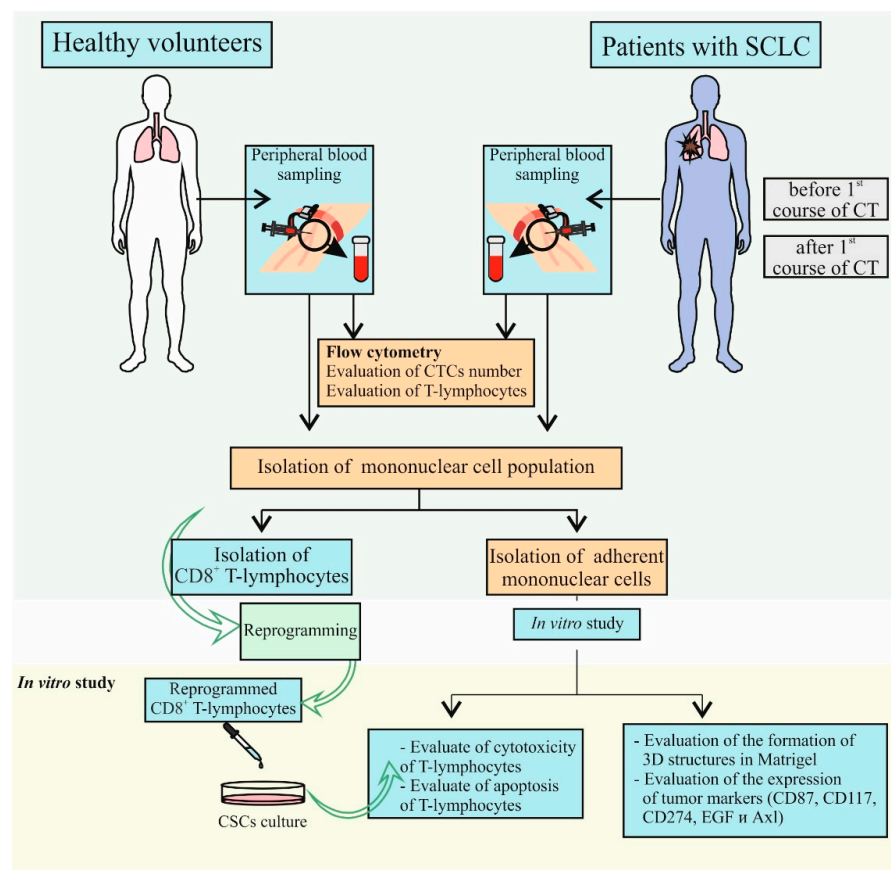 Healthy volunteers
Patients with SCLC
Peripheral blood
sampling
Peripheral blood
sampling
before 1st
course of CT
after 1st
course of CT
Flow cytometry
Evaluation of CTCs number
Evaluation of T-lymphocytes
Isolation of mononuclear cell population
Isolation of
CD8+ T-lymphocytes
Isolation of adherent
mononuclear cells
Reprogramming
In vitro study
In vitro study
Reprogrammed
CD8+ T-lymphocytes
CSCs culture
- Evaluate of cytotoxicity
of T-lymphocytes
- Evaluate of apoptosis
of T-lymphocytes
- Evaluation of the formation of
3D structures in Matrigel
- Evaluation of the expression
of tumor markers (CD87, CD117,
CD274, EGF и Axl)